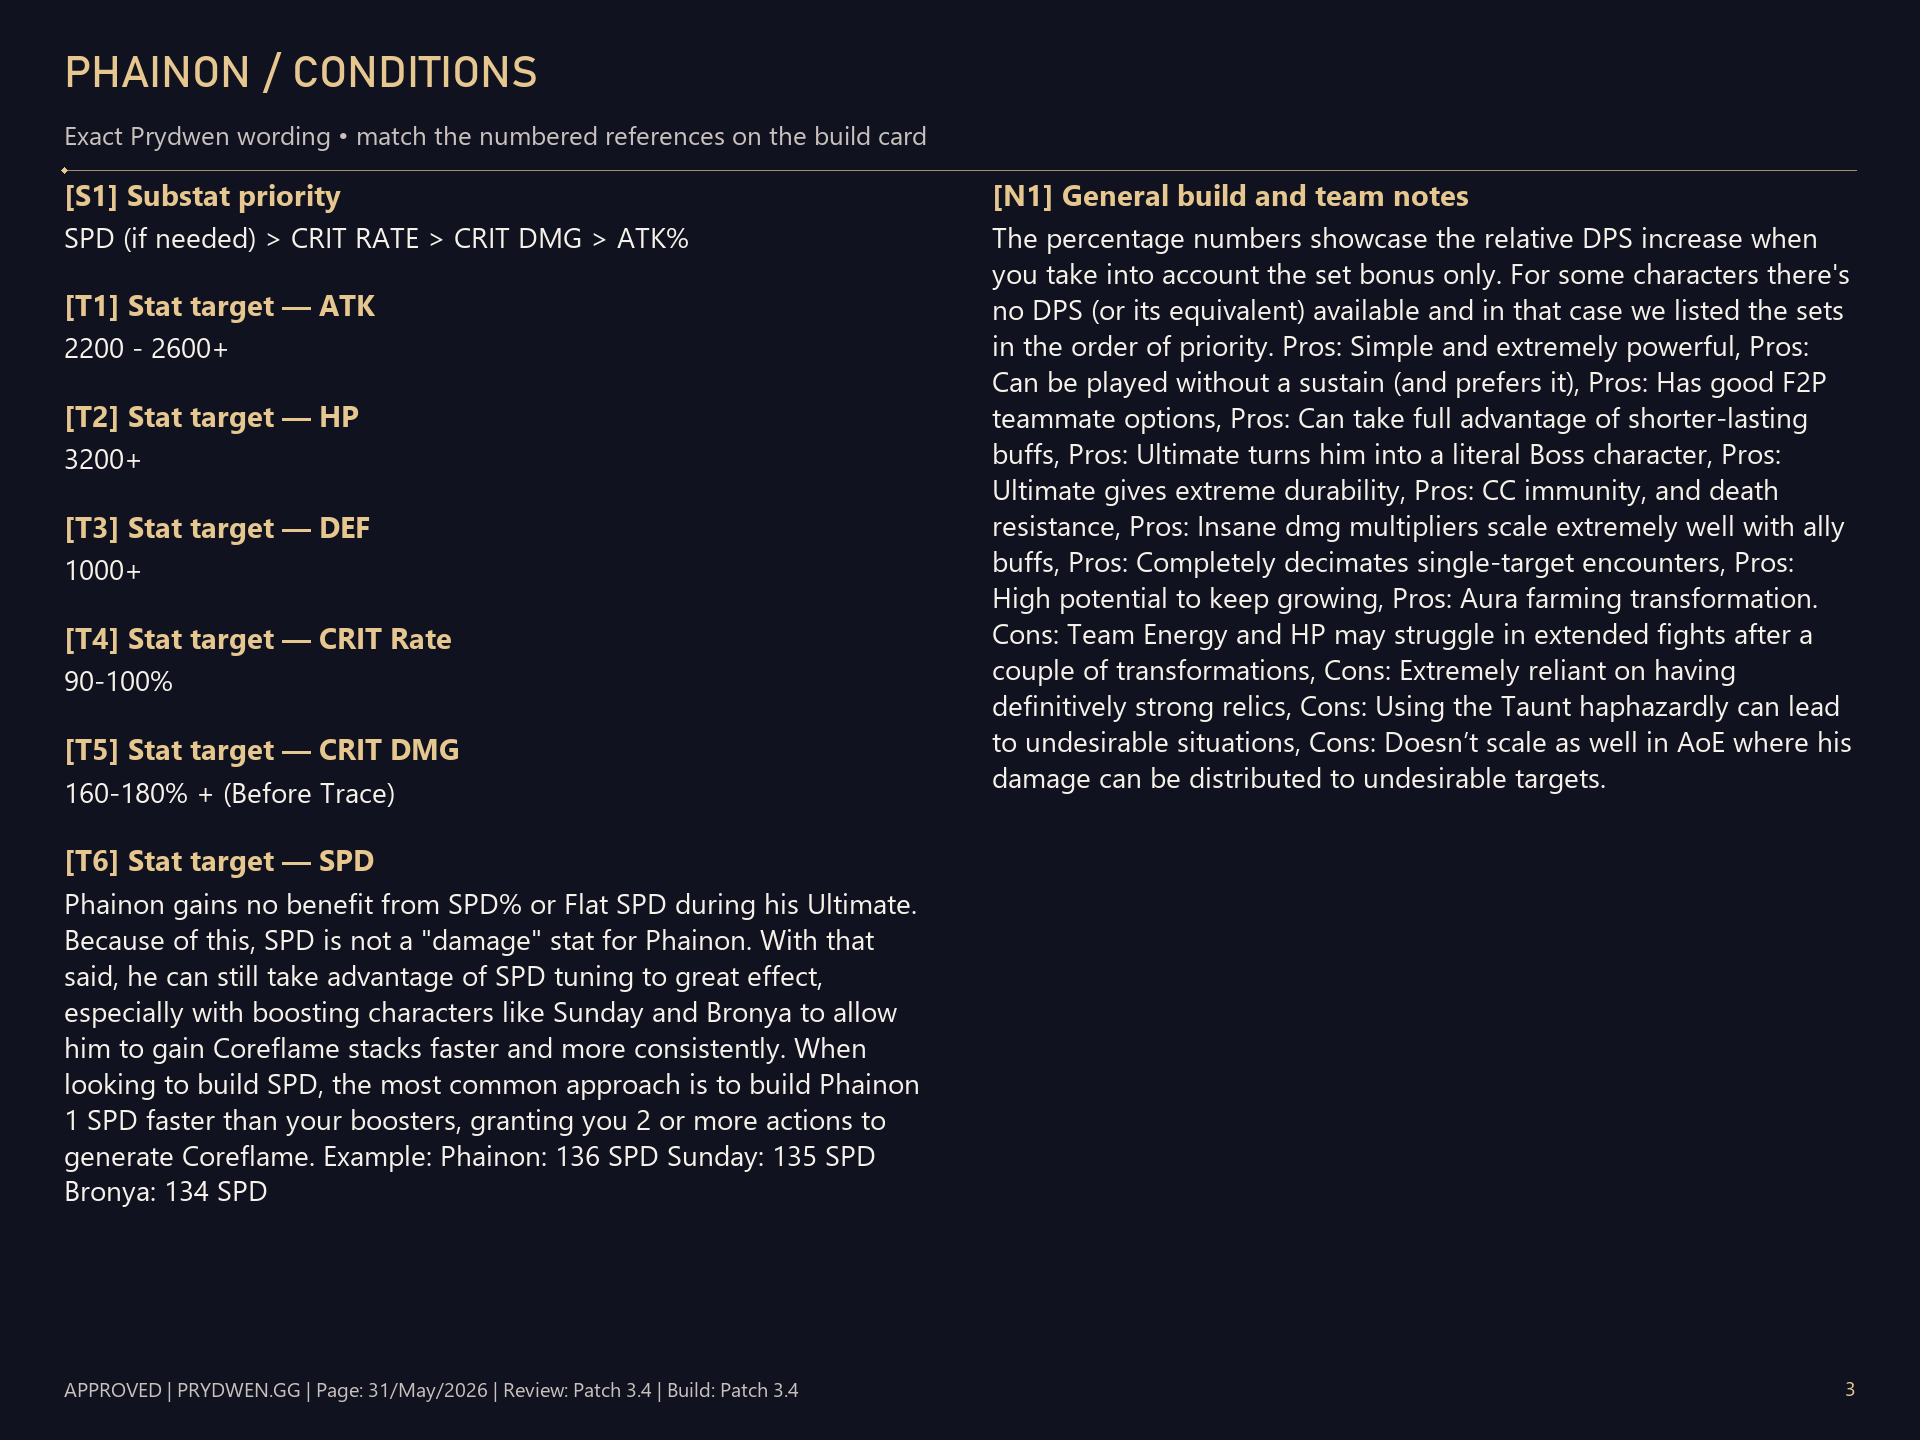 PHAINON / CONDITIONS
Exact Prydwen wording • match the numbered references on the build card
[S1] Substat priority
SPD (if needed) > CRIT RATE > CRIT DMG > ATK%
[T1] Stat target — ATK
2200 - 2600+
[T2] Stat target — HP
3200+
[T3] Stat target — DEF
1000+
[T4] Stat target — CRIT Rate
90-100%
[T5] Stat target — CRIT DMG
160-180% + (Before Trace)
[T6] Stat target — SPD
Phainon gains no benefit from SPD% or Flat SPD during his Ultimate.
Because of this, SPD is not a "damage" stat for Phainon. With that
said, he can still take advantage of SPD tuning to great effect,
especially with boosting characters like Sunday and Bronya to allow
him to gain Coreflame stacks faster and more consistently. When
looking to build SPD, the most common approach is to build Phainon
1 SPD faster than your boosters, granting you 2 or more actions to
generate Coreflame. Example: Phainon: 136 SPD Sunday: 135 SPD
Bronya: 134 SPD
[N1] General build and team notes
The percentage numbers showcase the relative DPS increase when
you take into account the set bonus only. For some characters there's
no DPS (or its equivalent) available and in that case we listed the sets
in the order of priority. Pros: Simple and extremely powerful, Pros:
Can be played without a sustain (and prefers it), Pros: Has good F2P
teammate options, Pros: Can take full advantage of shorter-lasting
buffs, Pros: Ultimate turns him into a literal Boss character, Pros:
Ultimate gives extreme durability, Pros: CC immunity, and death
resistance, Pros: Insane dmg multipliers scale extremely well with ally
buffs, Pros: Completely decimates single-target encounters, Pros:
High potential to keep growing, Pros: Aura farming transformation.
Cons: Team Energy and HP may struggle in extended fights after a
couple of transformations, Cons: Extremely reliant on having
definitively strong relics, Cons: Using the Taunt haphazardly can lead
to undesirable situations, Cons: Doesn’t scale as well in AoE where his
damage can be distributed to undesirable targets.
APPROVED | PRYDWEN.GG | Page: 31/May/2026 | Review: Patch 3.4 | Build: Patch 3.4
3